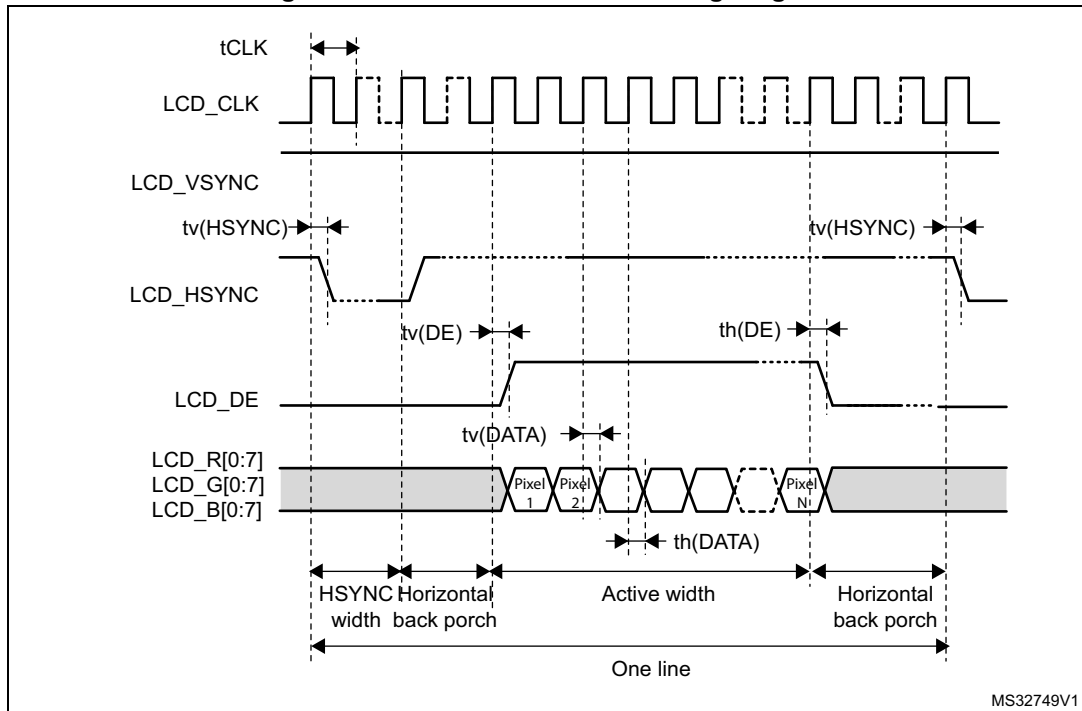 tCLK
LCD_CLK
LCD_VSYNC
tv(HSYNC)
tv(HSYNC)
LCD_HSYNC
tv(DE)
th(DE)
LCD_DE
tv(DATA)
LCD_R[0:7]
LCD_G[0:7]
LCD_B[0:7]
Pixel
1
Pixel
2
Pixel
N
th(DATA)
HSYNC
width
Horizontal
back porch
Active width
Horizontal
back porch
One line
MS32749V1